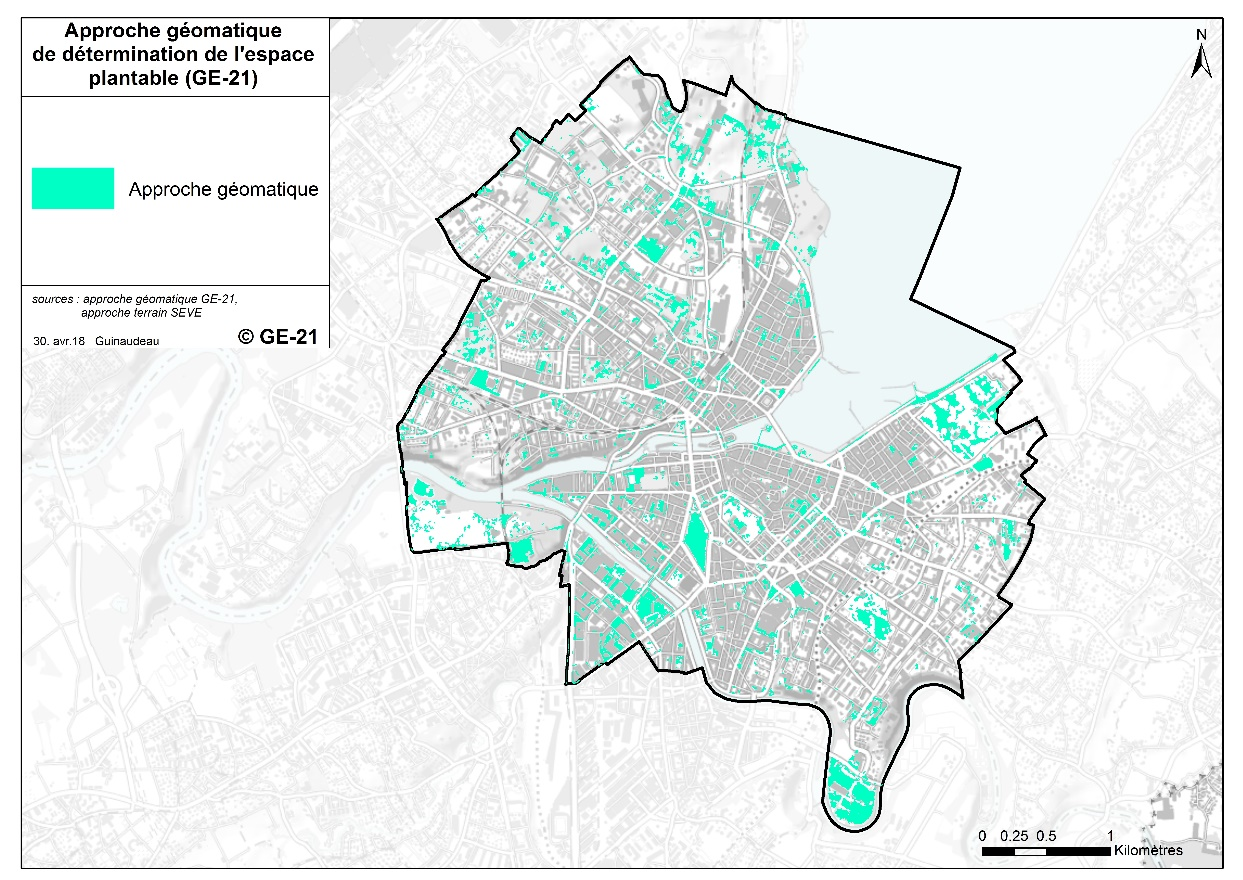 Approche géomatique
de détermination de l'espace
plantable (GE-21)
Approche géomatique
sources : approche géomatique GE-21,
approche terrain SEVE
30. avr.18 Guinaudeau
© GE-21
N
0 0.25 0.5 1
Kilomètres